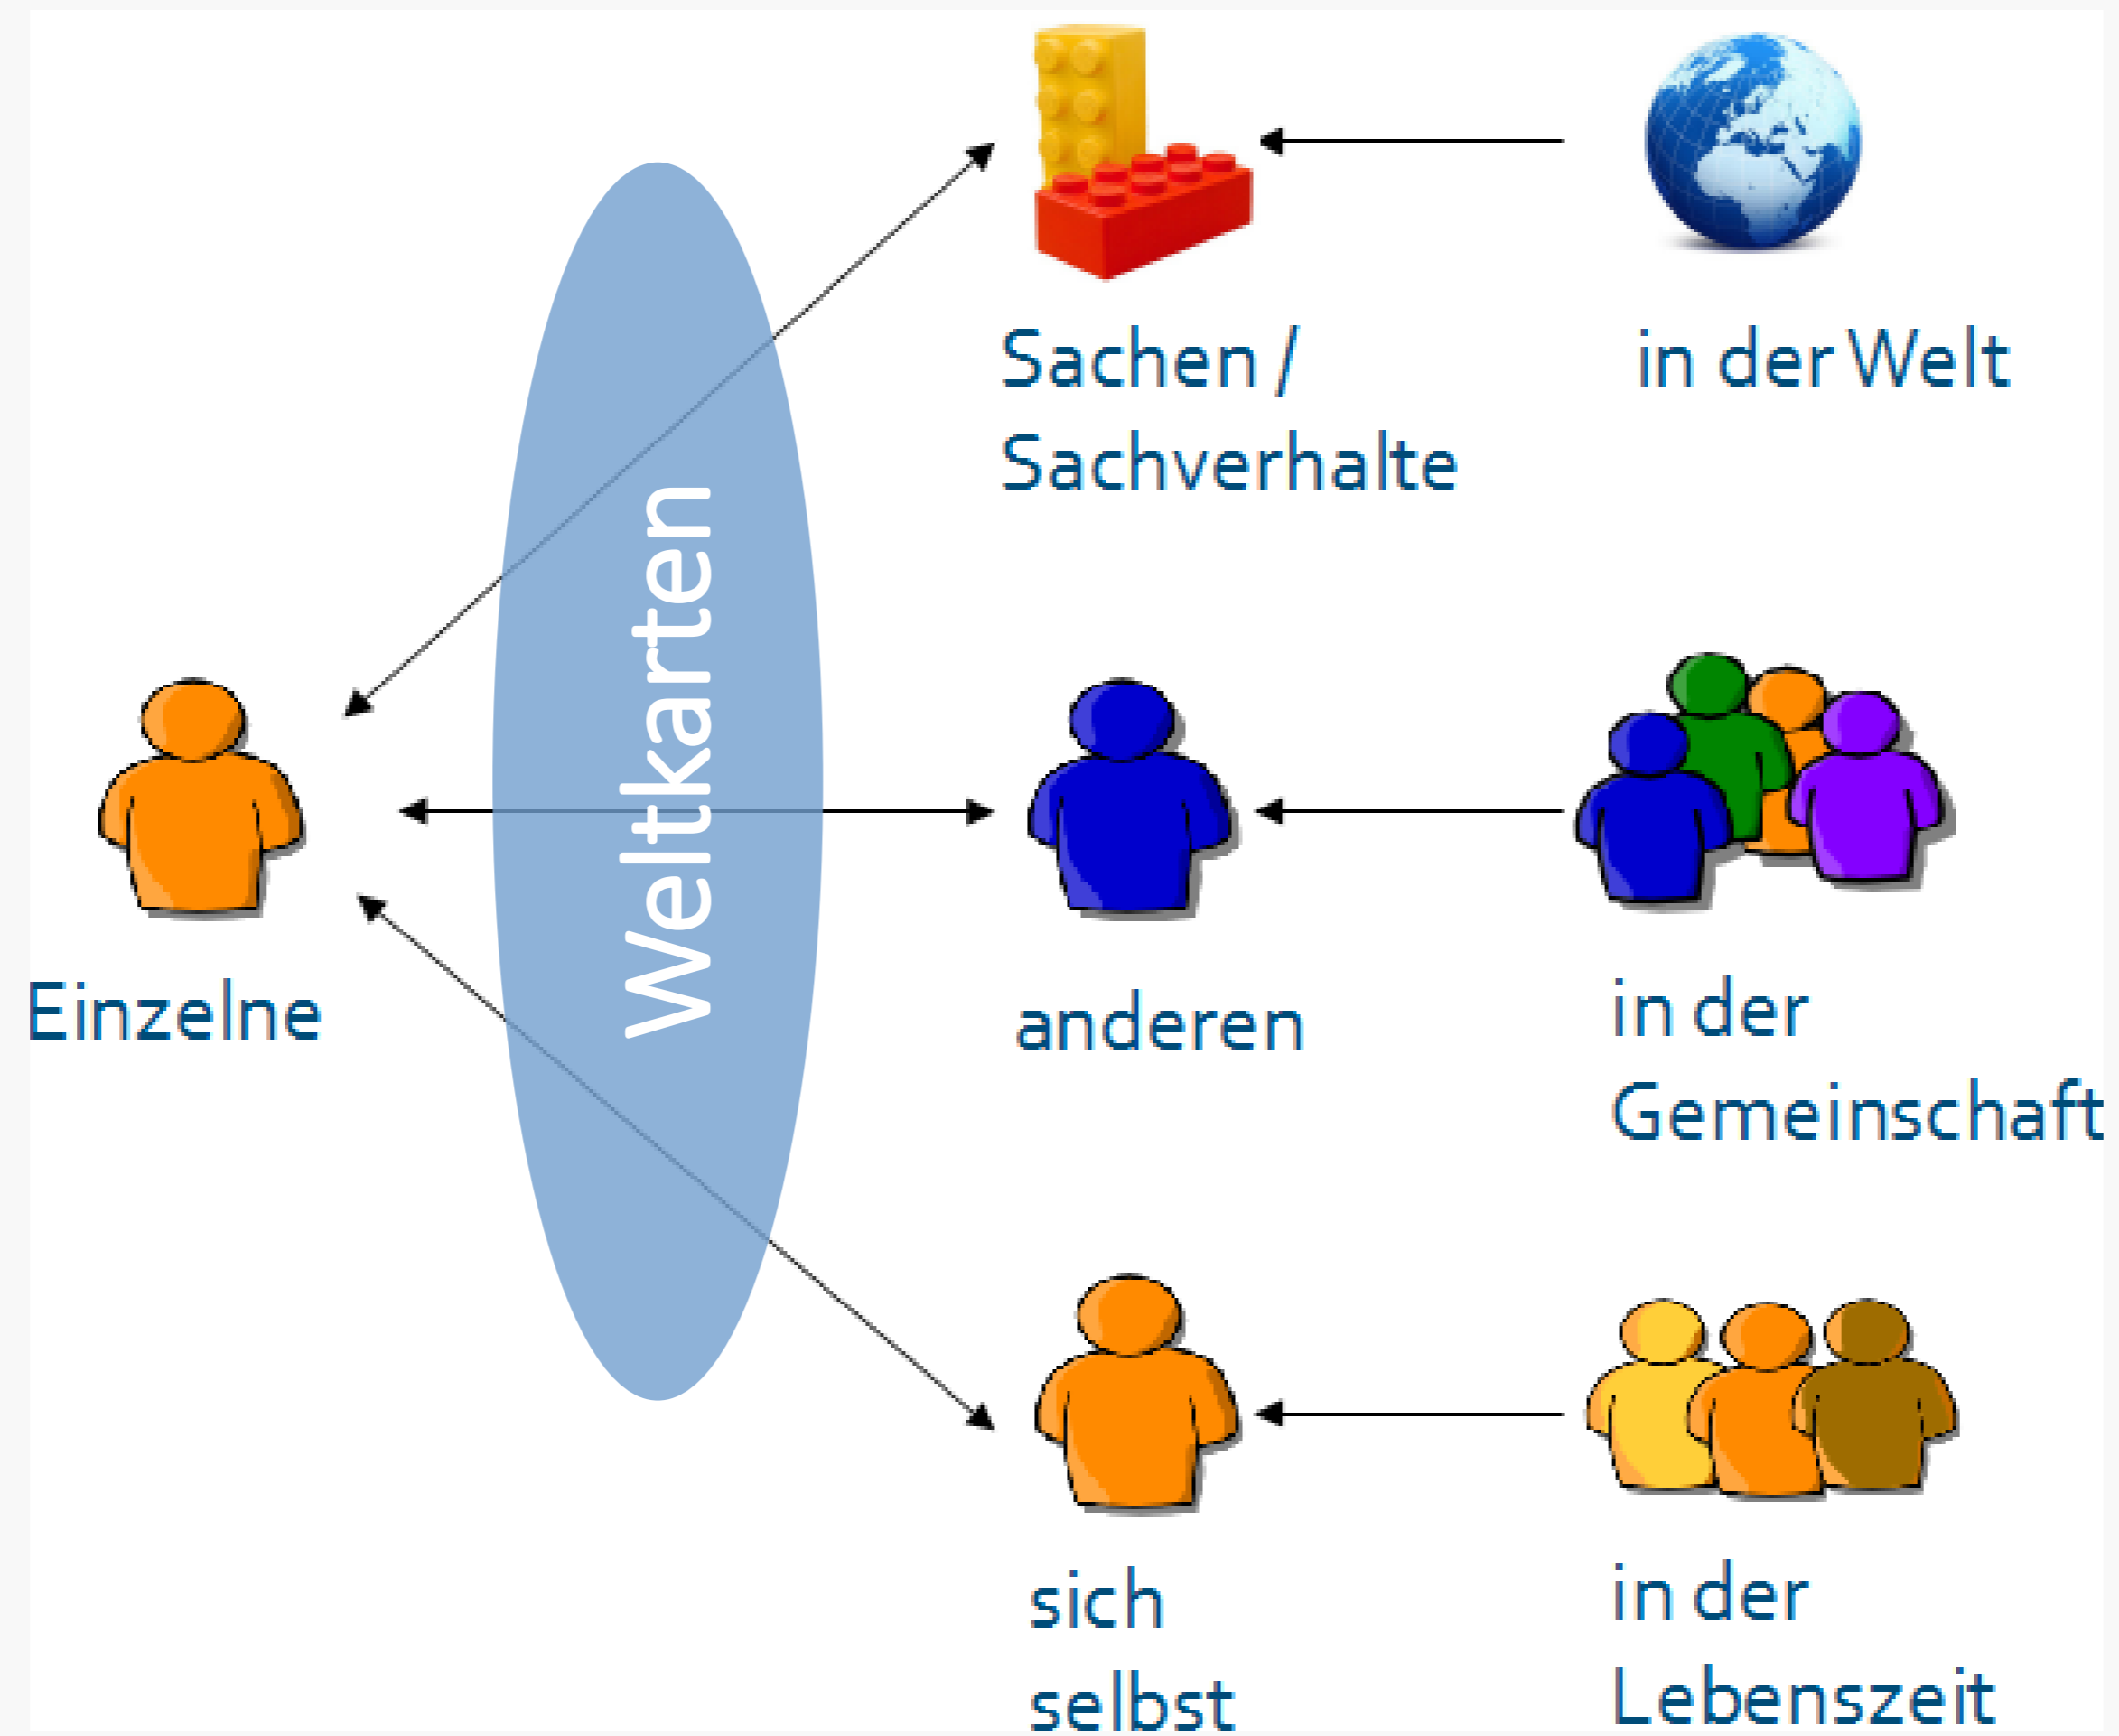 Sachen /
Sachverhalte
in der Welt
Weltkarten
Einzelne
anderen
in der
Gemeinschaft
sich
selbst
in der
Lebenszeit